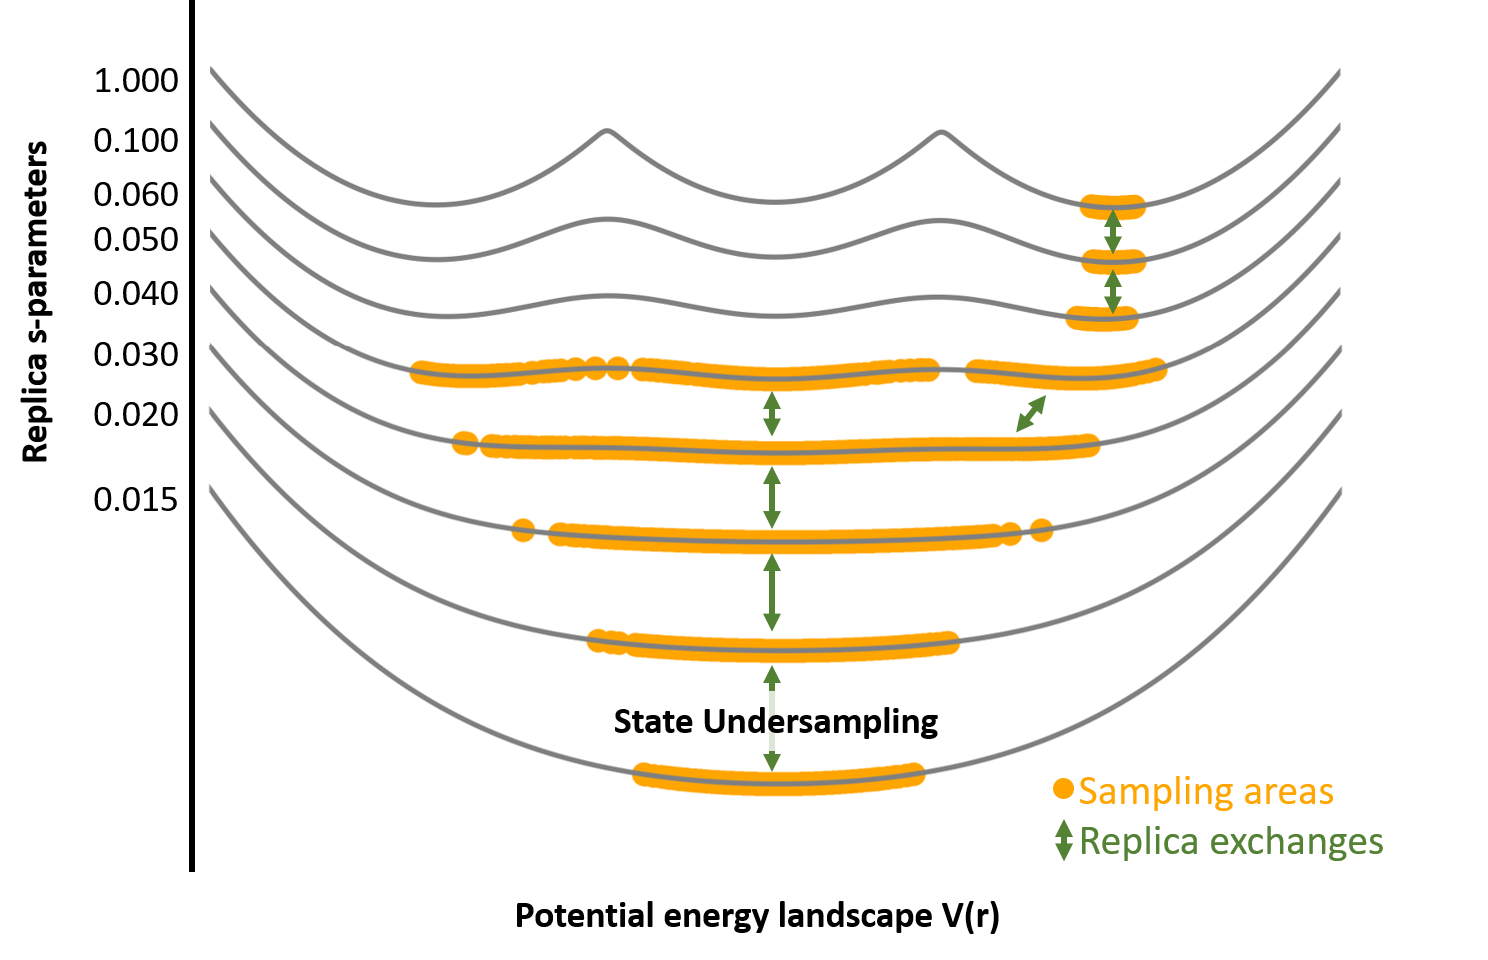 Replica s-parameters
1.000
0.100
0.060
0.050
0.040
0.030
0.020
0.015
State Undersampling
Sampling areas
Replica exchanges
Potential energy landscape V(r)